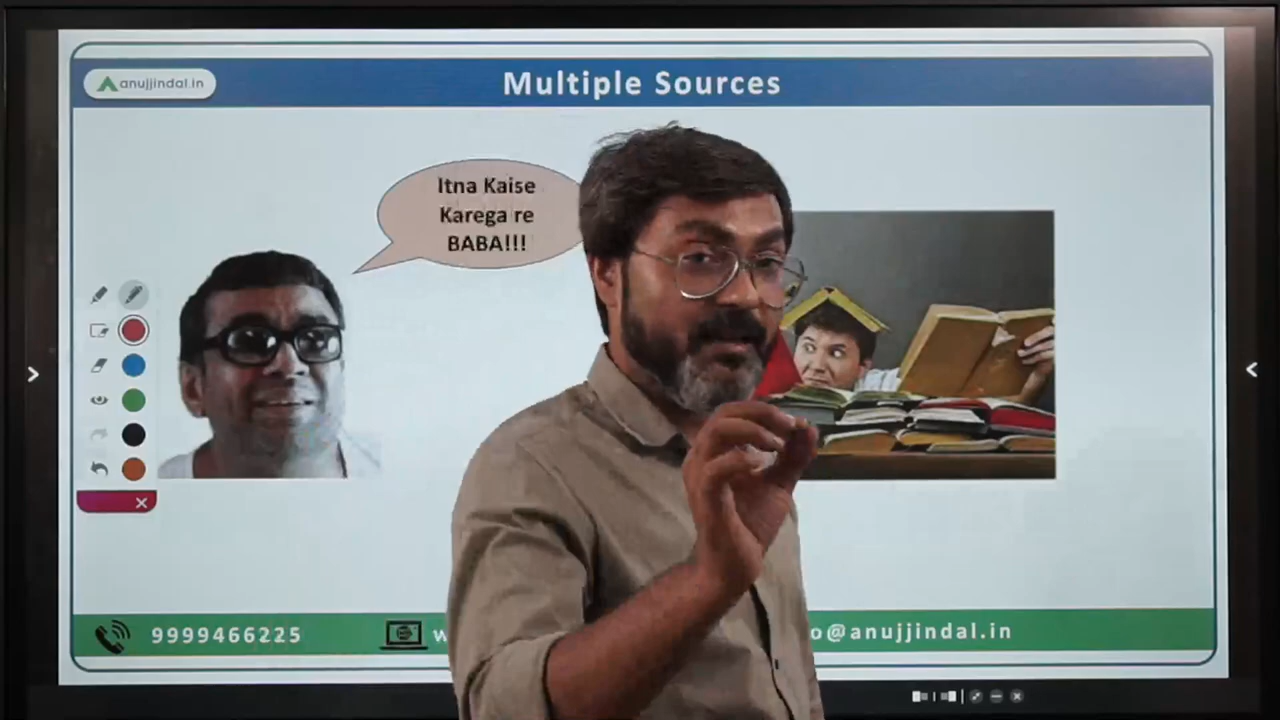 anujjindal.in
Multiple Sources
Itna Kaise
Karega re
BABA!!!
9999466225
o@anujjindal.in